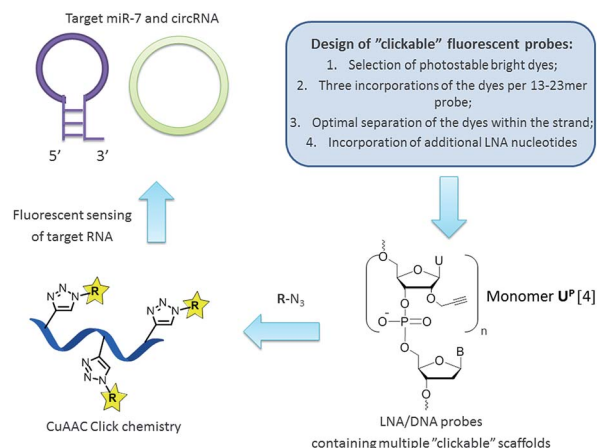 Target miR-7 and circRNA
5’ 3’
Design of ”clickable” fluorescent probes:
1. Selection of photostable bright dyes;
2. Three incorporations of the dyes per 13-23mer
probe;
3. Optimal separation of the dyes within the strand;
4. Incorporation of additional LNA nucleotides
Fluorescent sensing
of target RNA
N N N R
N N N R
N N N R
CuAAC Click chemistry
R-N3
O U
O
O O
O- P=O n
O B
O
O
Monomer UP [4]
LNA/DNA probes
containing multiple ”clickable” scaffolds